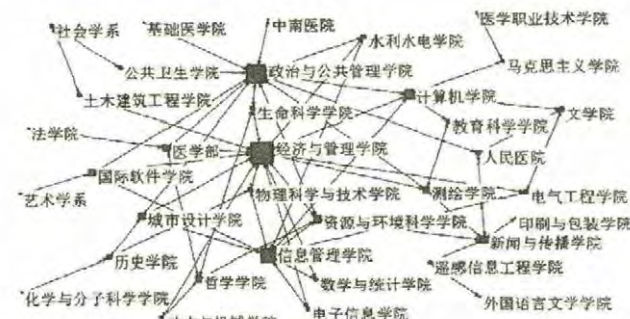 医学职业技术学院
社会学系
基础医学院
中南医院
水利水电学院
公共卫生学院
政治与公共管理学院
马克思主义学院
土木建筑工程学院
计算机学院
生命科学学院
文学院
教育科学学院
法学院
医学部
经济与管理学院
人民医院
国际软件学院
艺术学系
物理科学与技术学院
测绘学院
电气工程学院
城市设计学院
资源与环境科学学院
印刷与包装学院
信息管理学院
新闻与传播学院
历史学院
遥感信息工程学院
哲学学院
数学与统计学院
化学与分子科学学院
外国语言文学学院
电子信息学院